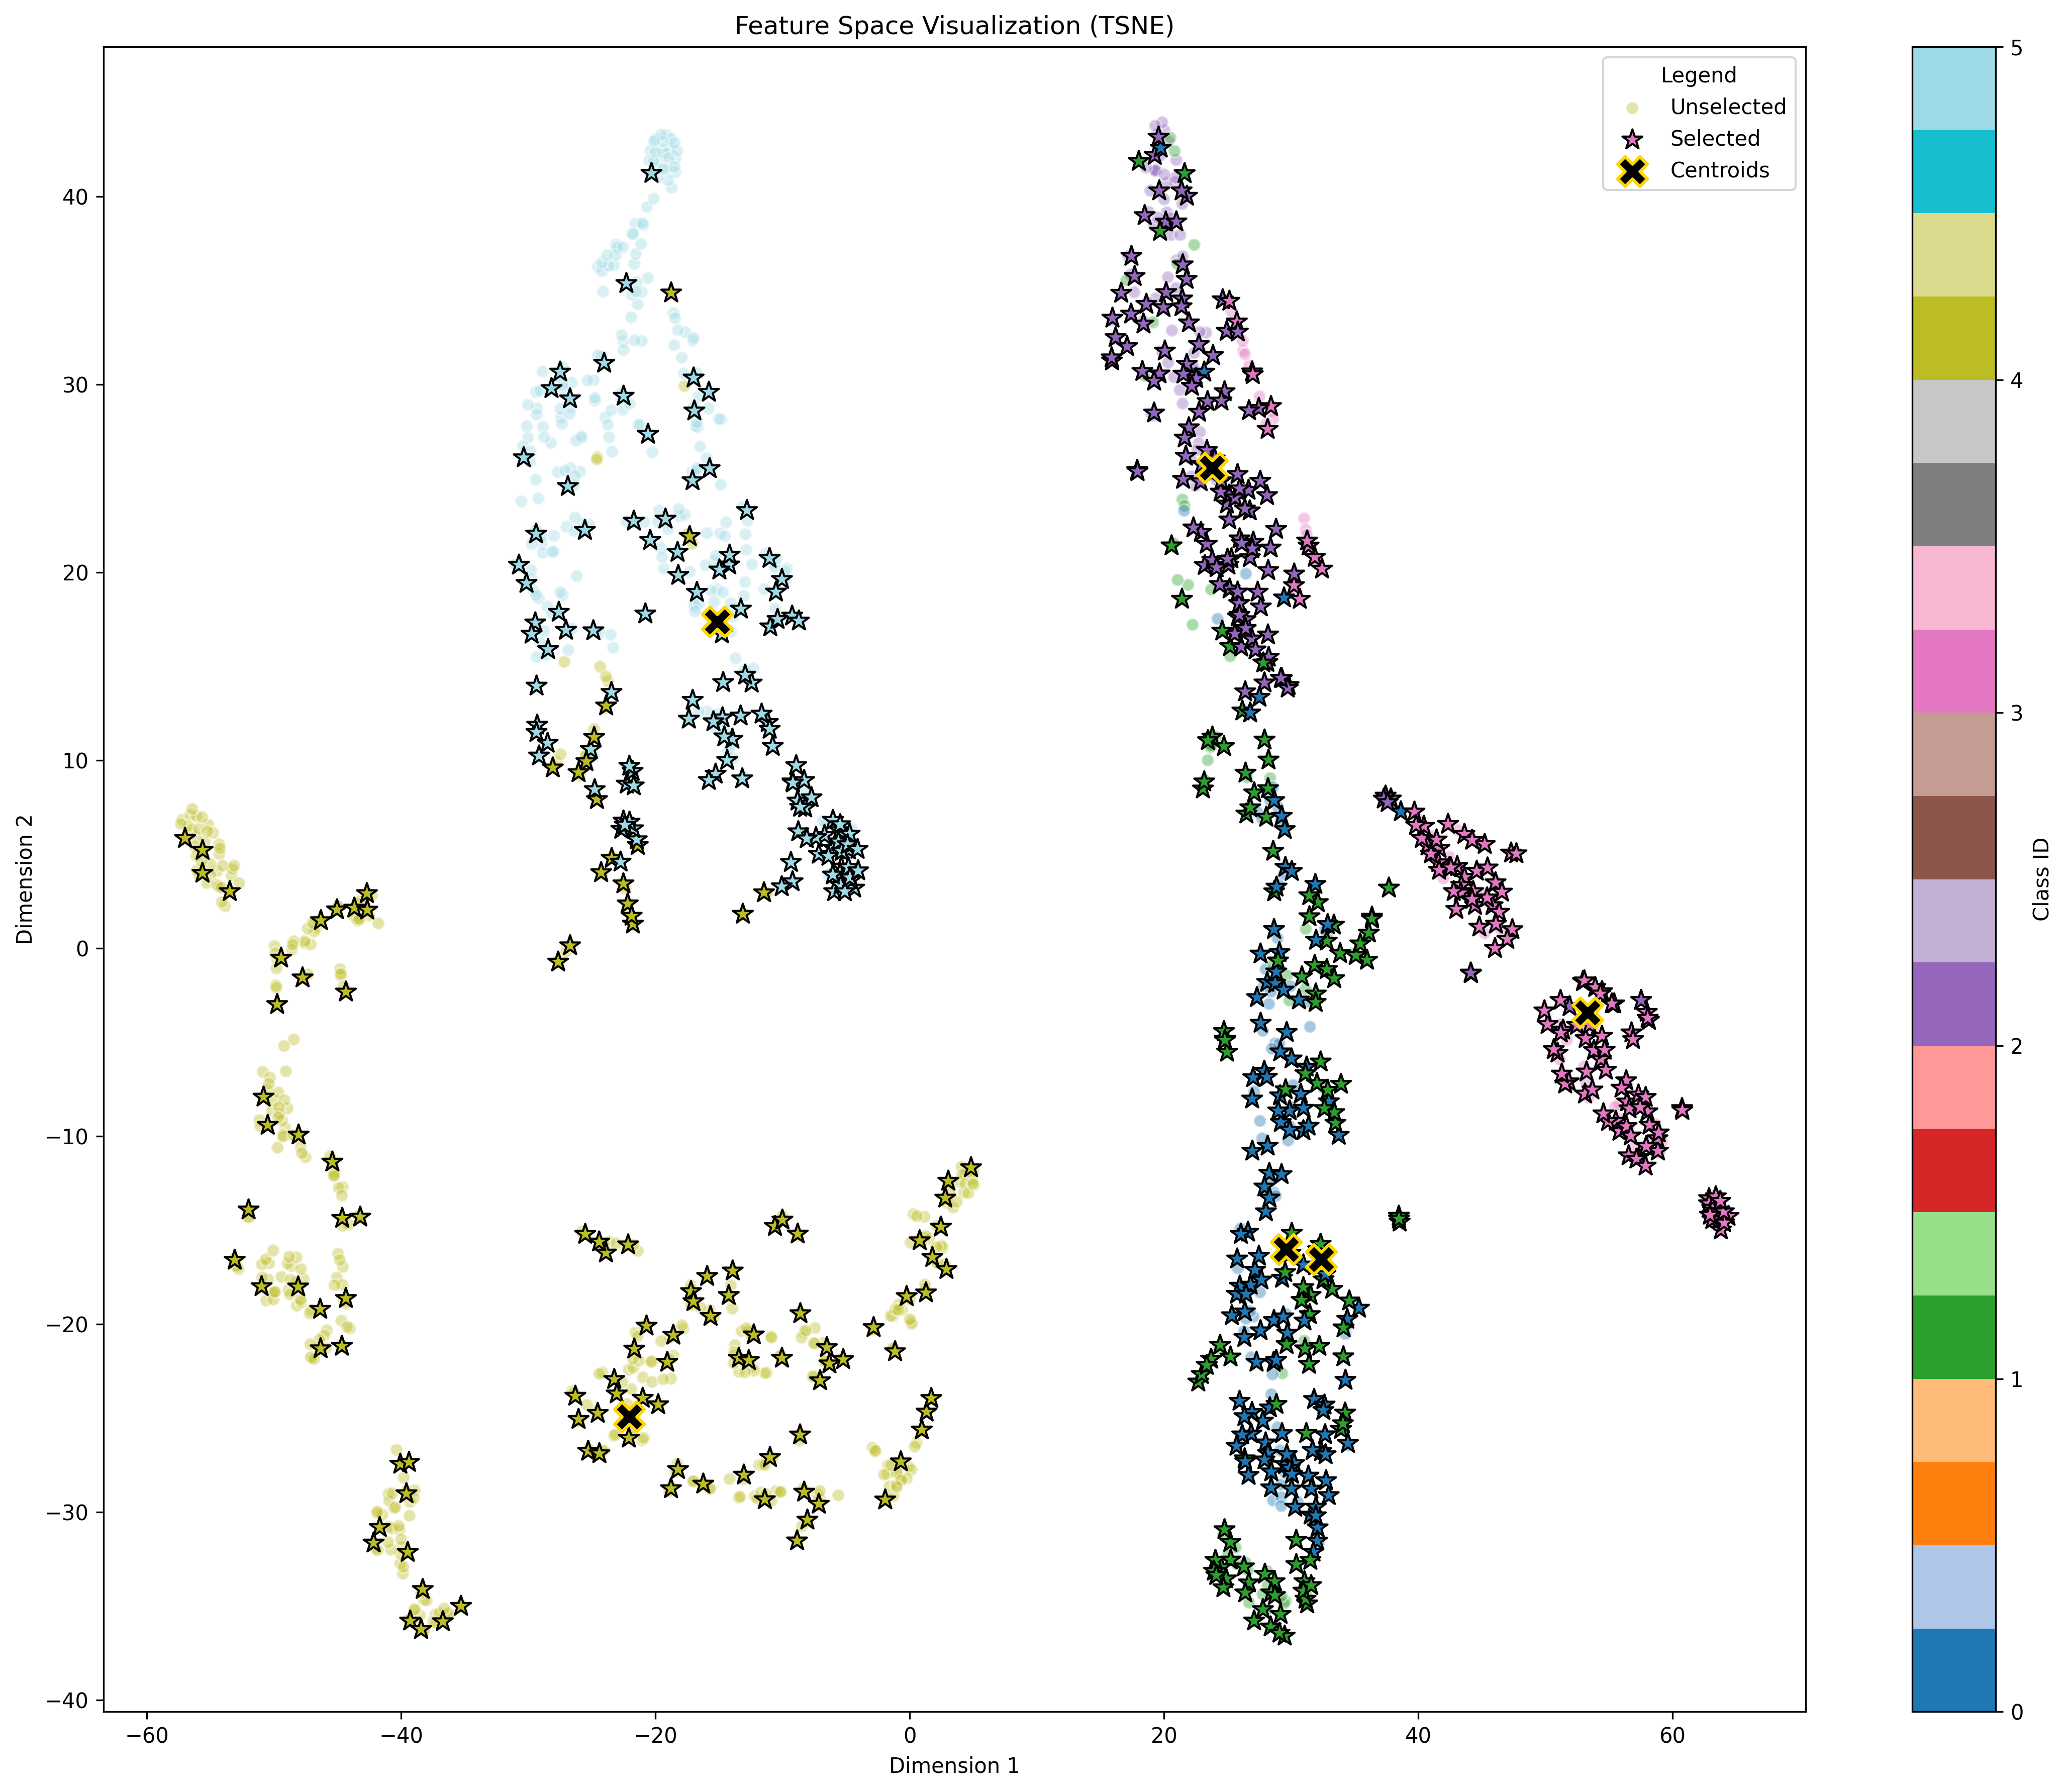 Feature Space Visualization (TSNE)
Legend
Unselected
Selected
Centroids
40
30
20
10
0
−10
−20
−30
−40
Dimension 2
−60
−40
−20
0
20
40
60
Dimension 1
5
4
3
2
1
0
Class ID